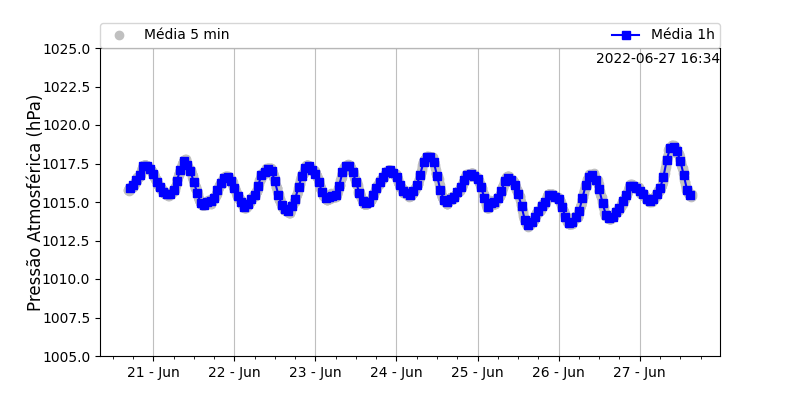 Média 5 min
Média 1h
2022-06-27 16:34
Pressão Atmosférica (hPa)
1025.0
1022.5
1020.0
1017.5
1015.0
1012.5
1010.0
1007.5
1005.0
21 - Jun
22 - Jun
23 - Jun
24 - Jun
25 - Jun
26 - Jun
27 - Jun